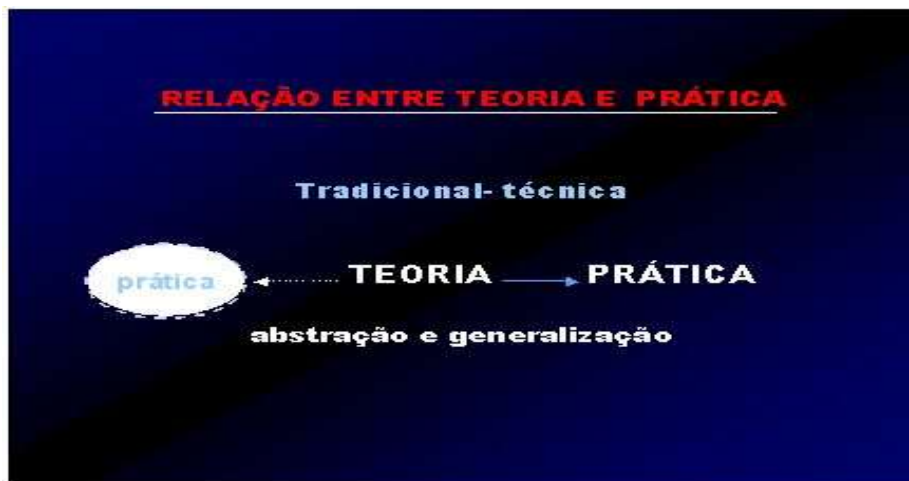 RELAÇÃO ENTRE TEORIA E PRÁTICA
Tradicional- técnica
prática TEORIA PRÁTICA
abstração e generalização